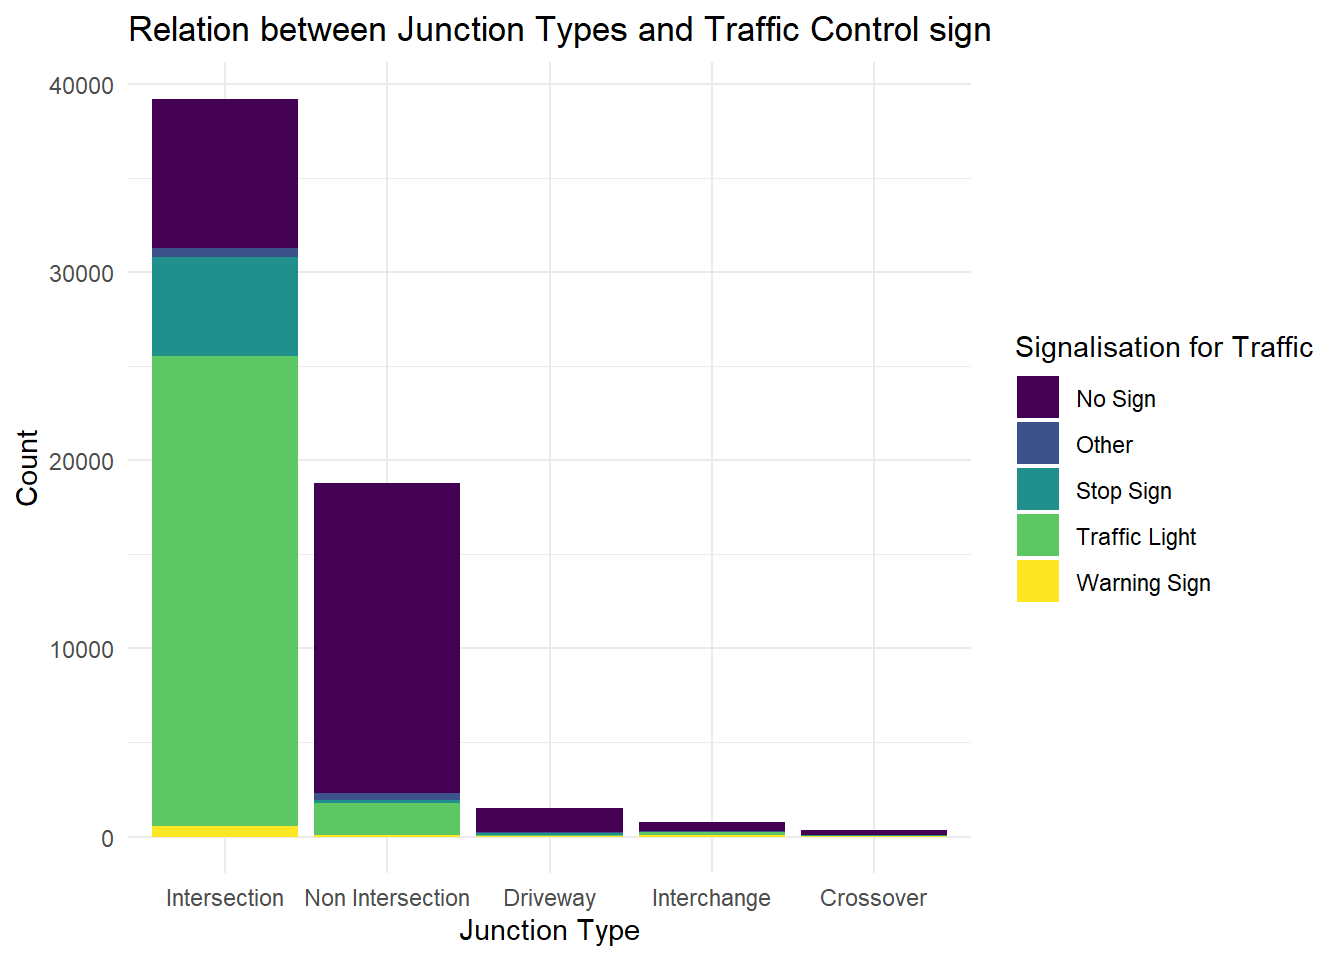 Relation between Junction Types and Traffic Control sign
40000
30000
20000
10000
0
Count
Intersection
Non Intersection
Driveway
Interchange
Crossover
Junction Type
Signalisation for Traffic
No Sign
Other
Stop Sign
Traffic Light
Warning Sign